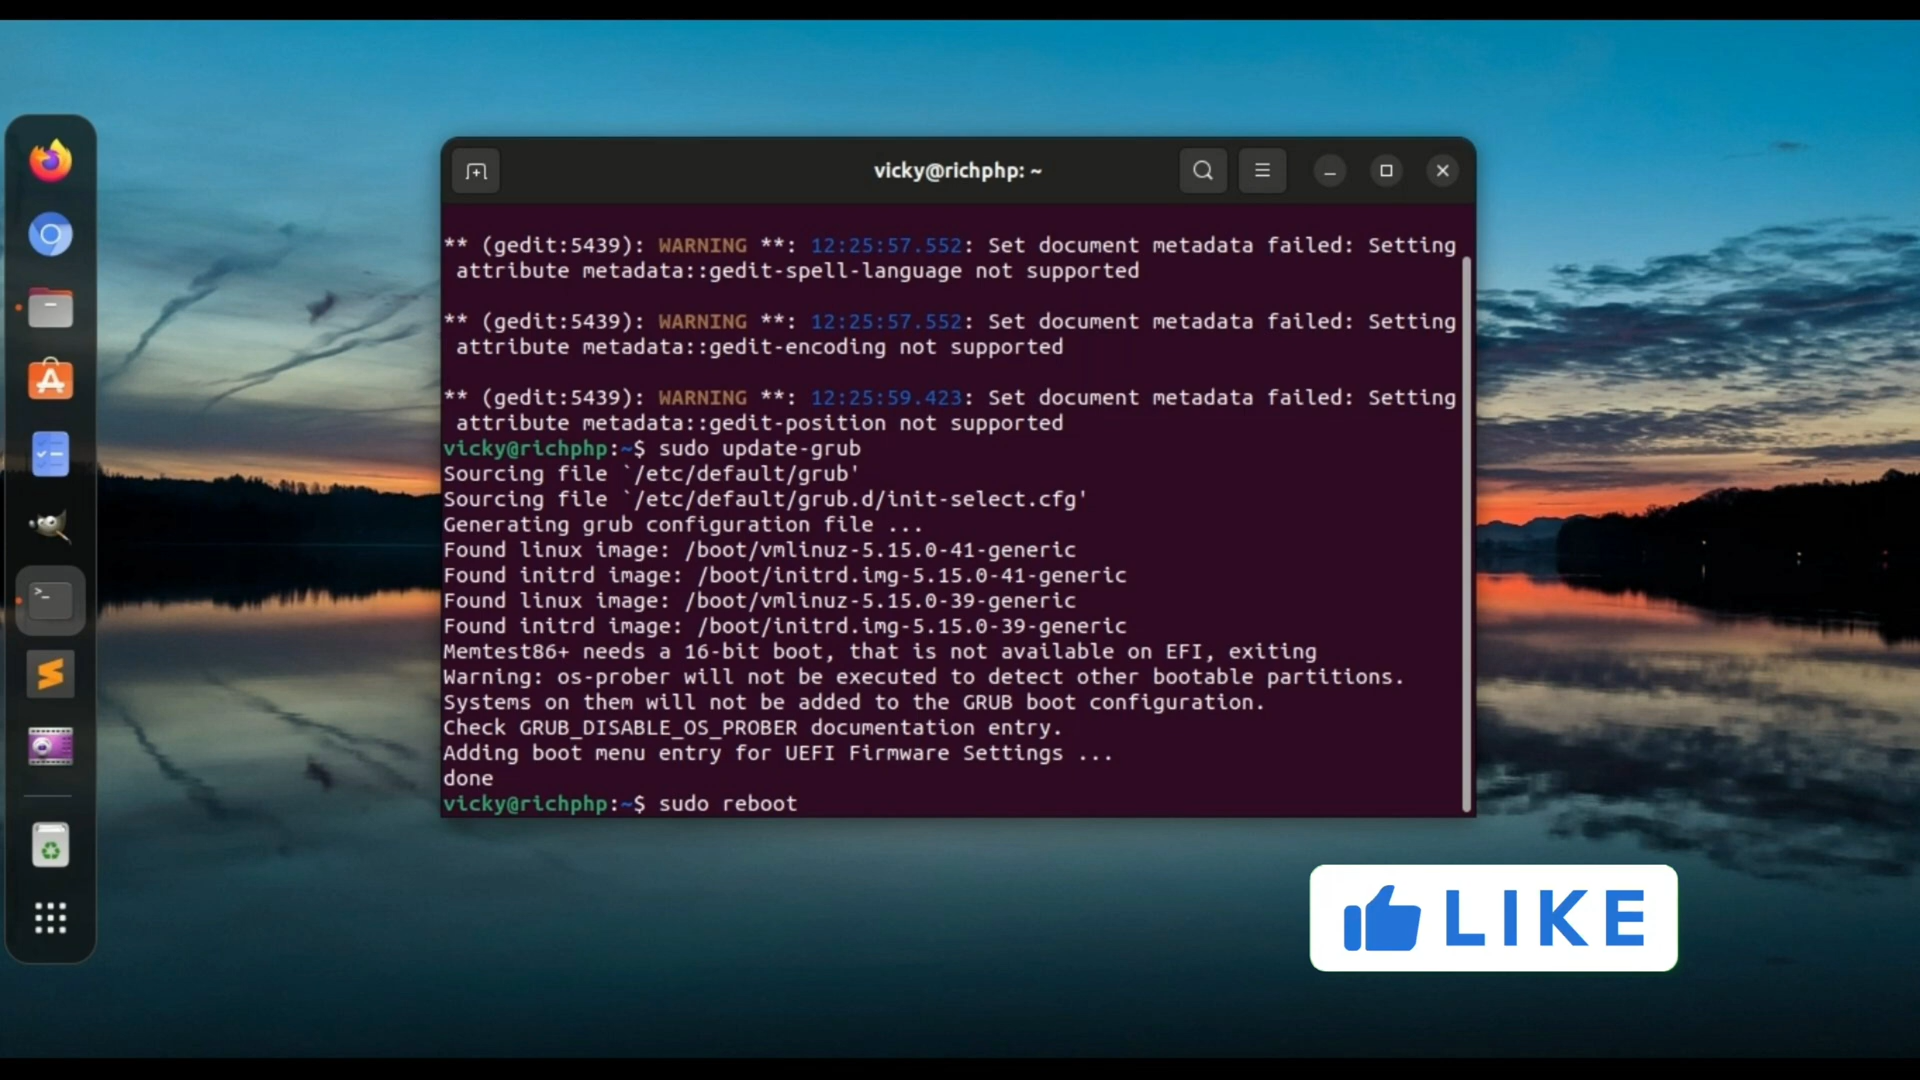 vicky@richphp: ~
** (gedit:5439): WARNING **: 12:25:57.552: Set document metadata failed: Setting
attribute metadata::gedit-spell-language not supported
** (gedit:5439): WARNING **: 12:25:57.552: Set document metadata failed: Setting
attribute metadata::gedit-encoding not supported
** (gedit:5439): WARNING **: 12:25:59.423: Set document metadata failed: Setting
attribute metadata::gedit-position not supported
vicky@richphp:~$ sudo update-grub
Sourcing file `/etc/default/grub'
Sourcing file `/etc/default/grub.d/init-select.cfg'
Generating grub configuration file ...
Found linux image: /boot/vmlinuz-5.15.0-41-generic
Found initrd image: /boot/initrd.img-5.15.0-41-generic
Found linux image: /boot/vmlinuz-5.15.0-39-generic
Found initrd image: /boot/initrd.img-5.15.0-39-generic
Memtest86+ needs a 16-bit boot, that is not available on EFI, exiting
Warning: os-prober will not be executed to detect other bootable partitions.
Systems on them will not be added to the GRUB boot configuration.
Check GRUB_DISABLE_OS_PROBER documentation entry.
Adding boot menu entry for UEFI Firmware Settings ...
done
vicky@richphp:~$ sudo reboot
LIKE